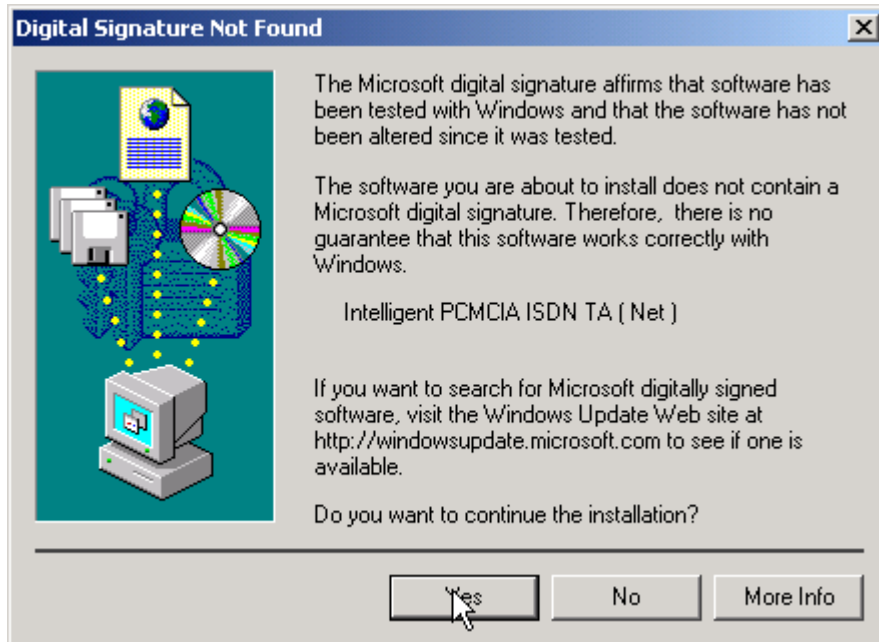 Digital Signature Not Found
The Microsoft digital signature affirms that software has
been tested with Windows and that the software has not
been altered since it was tested.
The software you are about to install does not contain a
Microsoft digital signature. Therefore,  there is no
guarantee that this software works correctly with
Windows.
Intelligent PCMCIA ISDN TA ( Net )
If you want to search for Microsoft digitally signed
software, visit the Windows Update Web site at
http://windowsupdate.microsoft.com to see if one is
available.
Do you want to continue the installation?
Yes
No
More Info